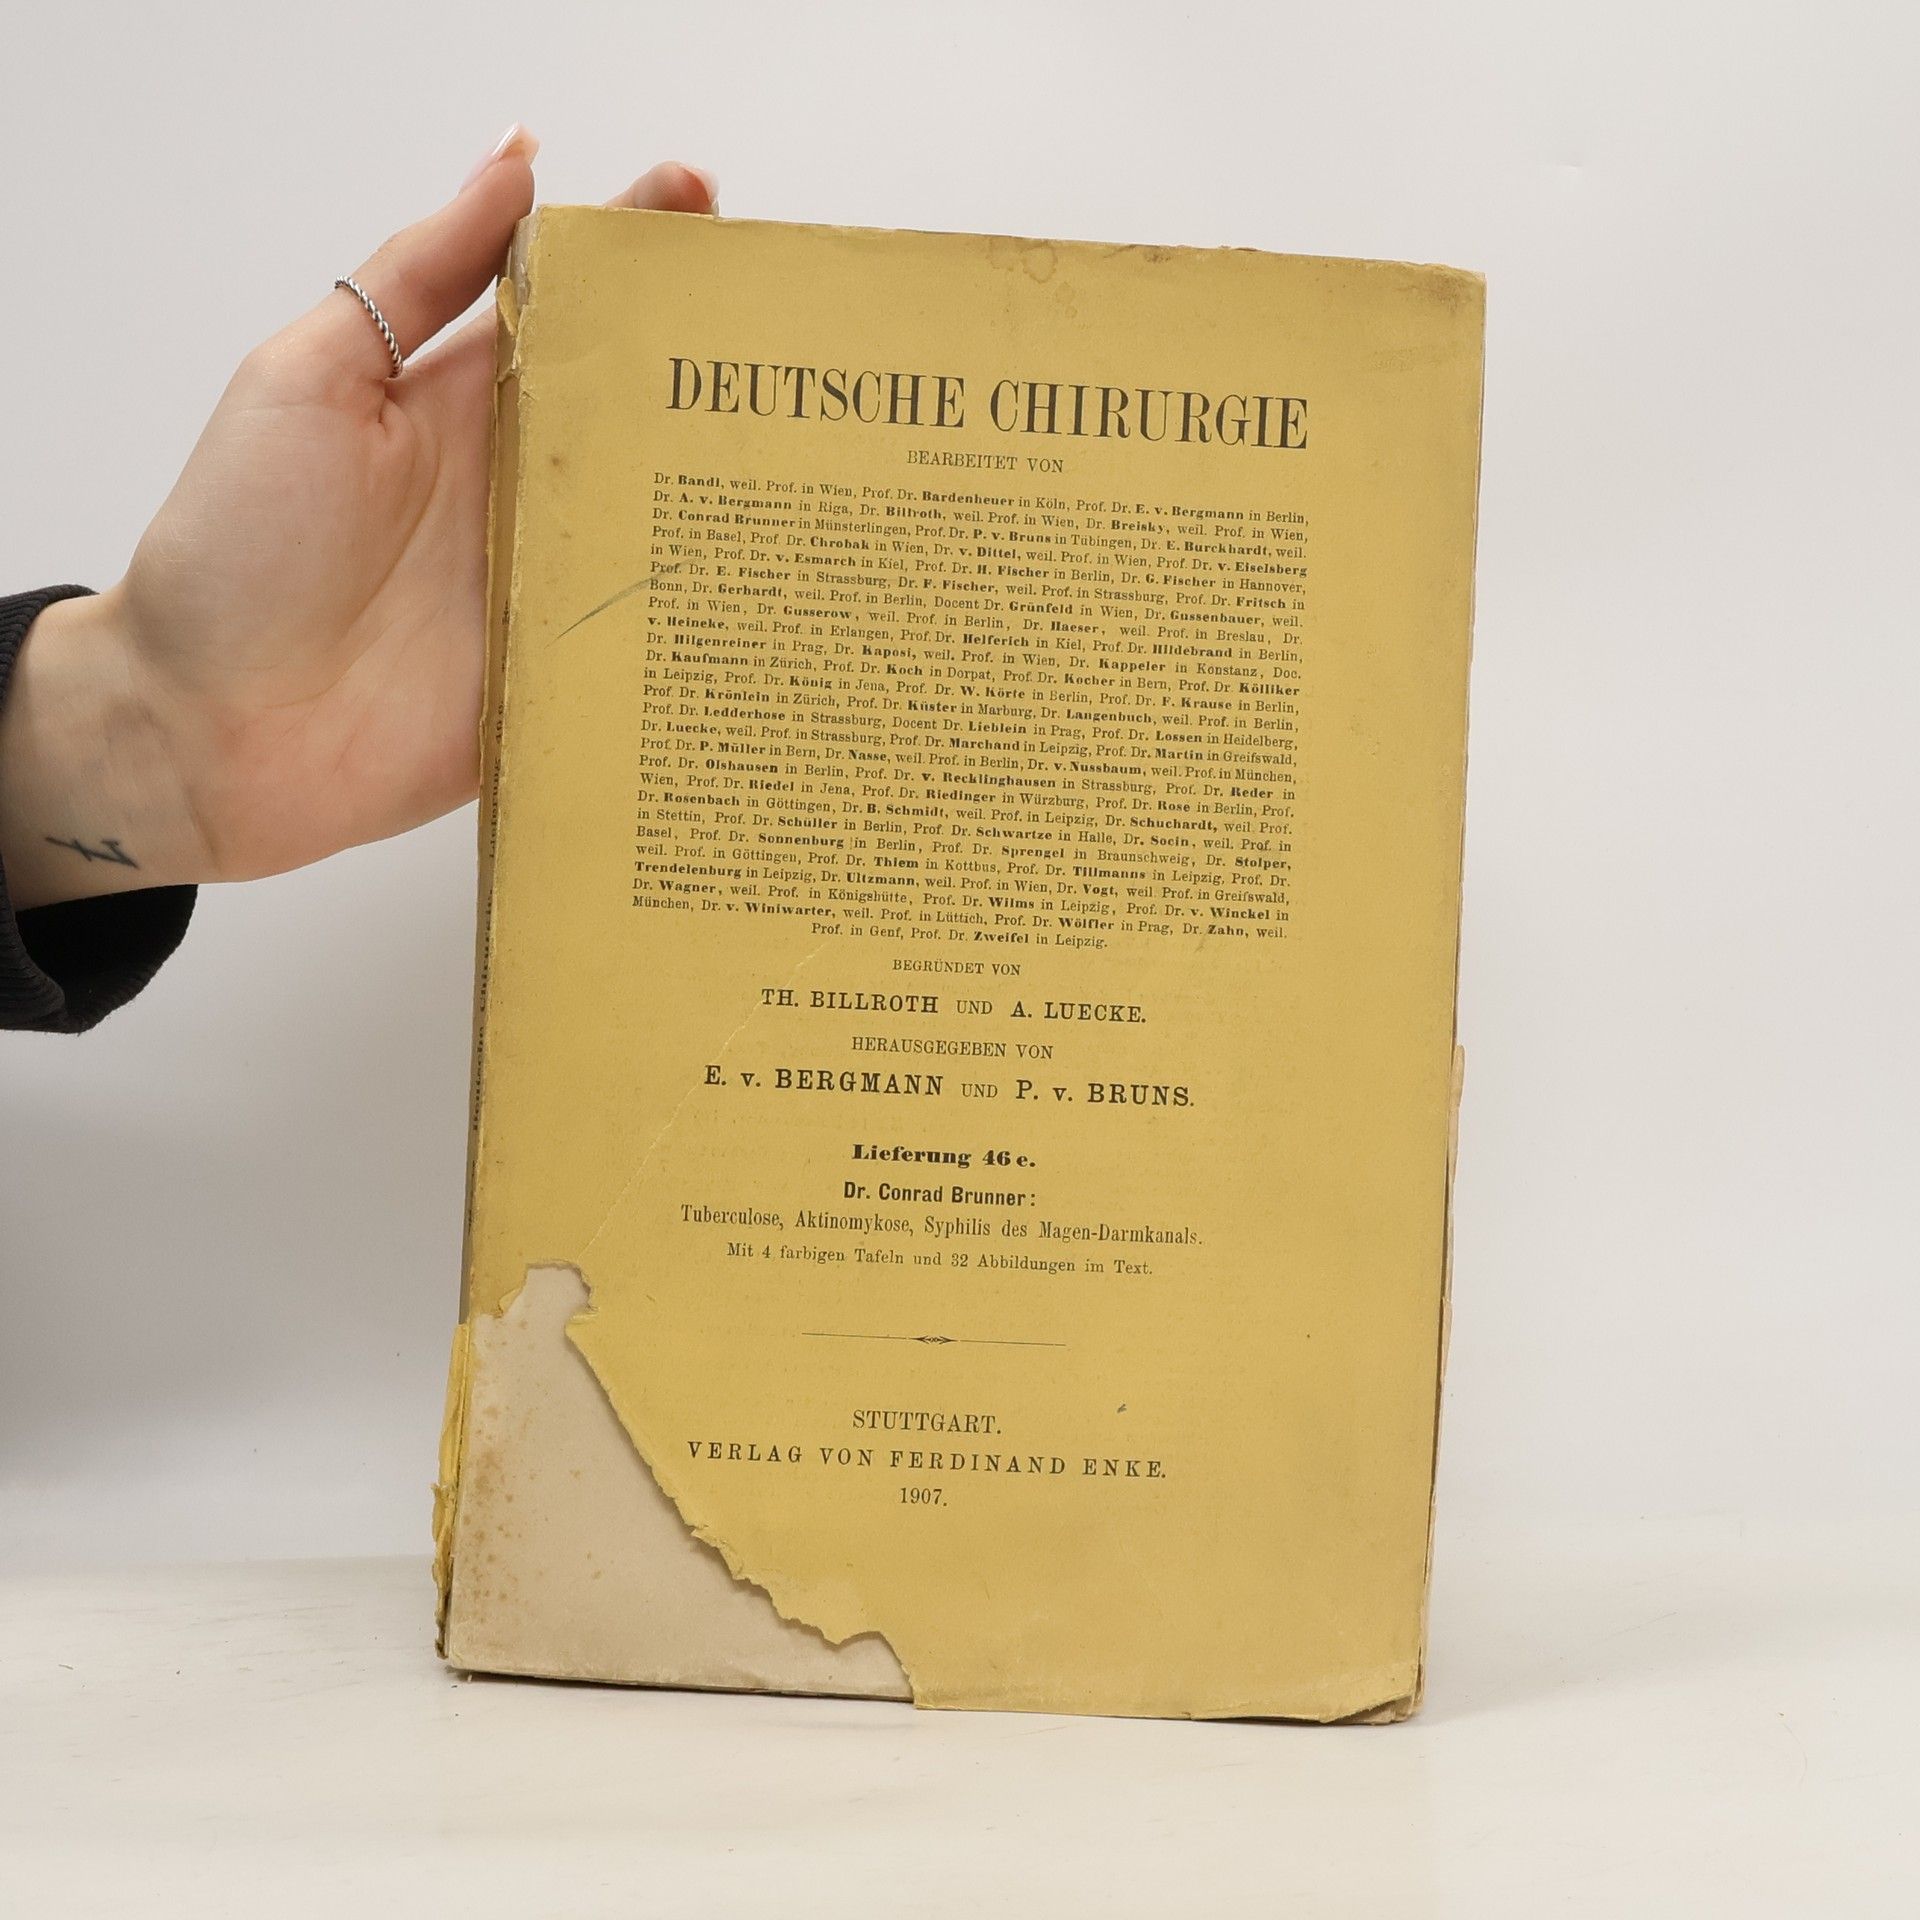 DEUTSCHE CHIRURGIE
BEARBEITET VON
Dr. Bandl, weil. Prof. in Wien, Prof. Dr. Bardenheuer in Köln, Prof. Dr. E. v. Bergmann in Berlin,
Dr. A. v. Bergmann in Riga, Dr. Billroth, weil. Prof. in Wien, Dr. Breisky, weil. Prof. in Wien,
Dr. Conrad Brunner in Münsterlingen, Prof. Dr. P. v. Bruns in Tübingen, Dr. E. Burckhardt, weil.
Prof. in Basel, Prof. Dr. Chrobak in Wien, Dr. v. Dittel, weil. Prof. in Wien, Prof. Dr. v. Eiselsberg
in Wien, Prof. Dr. v. Esmarch in Kiel, Prof. Dr. H. Fischer in Berlin, Dr. G. Fischer in Hannover,
Prof. Dr. E. Fischer in Strassburg, Dr. F. Fischer, weil. Prof. in Strassburg, Prof. Dr. Fritsch in
Bonn, Dr. Gerhardt, weil. Prof. in Berlin, Docent Dr. Grünfeld in Wien, Dr. Gussenbauer, weil.
Prof. in Wien, Dr. Gusserow, weil. Prof. in Berlin, Dr. Haeser, weil. Prof. in Breslau, Dr.
v. Heineke, weil. Prof. in Erlangen, Prof. Dr. Helferich in Kiel, Prof. Dr. Hildebrand in Berlin,
Dr. Hilgenreiner in Prag, Dr. Kaposi, weil. Prof. in Wien, Dr. Kappeler in Konstanz, Doc.
Dr. Kaufmann in Zürich, Prof. Dr. Koch in Dorpat, Prof. Dr. Kocher in Bern, Prof. Dr. Kölliker
in Leipzig, Prof. Dr. König in Jena, Prof. Dr. W. Körte in Berlin, Prof. Dr. F. Krause in Berlin,
Prof. Dr. Krönlein in Zürich, Prof. Dr. Küster in Marburg, Dr. Langenbuch, weil. Prof. in Berlin,
Prof. Dr. Ledderhose in Strassburg, Docent Dr. Lieblein in Prag, Prof. Dr. Lossen in Heidelberg,
Dr. Luecke, weil. Prof. in Strassburg, Prof. Dr. Marchand in Leipzig, Prof. Dr. Martin in Greifswald,
Prof. Dr. P. Müller in Bern, Dr. Nasse, weil. Prof. in Berlin, Dr. v. Nussbaum, weil. Prof. in München,
Prof. Dr. Olshausen in Berlin, Prof. Dr. v. Recklinghausen in Strassburg, Prof. Dr. Reder in
Wien, Prof. Dr. Riedel in Jena, Prof. Dr. Riedinger in Würzburg, Prof. Dr. Rose in Berlin, Prof.
Dr. Rosenbach in Göttingen, Dr. B. Schmidt, weil. Prof. in Leipzig, Dr. Schuchardt, weil. Prof.
in Stettin, Prof. Dr. Schüller in Berlin, Prof. Dr. Schwartze in Halle, Dr. Socin, weil. Prof. in
Basel, Prof. Dr. Sonnenburg in Berlin, Prof. Dr. Sprengel in Braunschweig, Dr. Stolper,
weil. Prof. in Göttingen, Prof. Dr. Thiem in Kottbus, Prof. Dr. Tillmanns in Leipzig, Prof. Dr.
Trendelenburg in Leipzig, Dr. Ultzmann, weil. Prof. in Wien, Dr. Vogt, weil. Prof. in Greifswald,
Dr. Wagner, weil. Prof. in Königshütte, Prof. Dr. Wilms in Leipzig, Prof. Dr. v. Winckel in
München, Dr. v. Winiwarter, weil. Prof. in Lüttich, Prof. Dr. Wölfler in Prag, Dr. Zahn, weil.
Prof. in Genf, Prof. Dr. Zweifel in Leipzig.
BEGRÜNDET VON
TH. BILLROTH UND A. LUECKE.
HERAUSGEGEBEN VON
E. v. BERGMANN UND P. v. BRUNS.
Lieferung 46 e.
Dr. Conrad Brunner:
Tuberculose, Aktinomykose, Syphilis des Magen-Darmkanals.
Mit 4 farbigen Tafeln und 32 Abbildungen im Text.
STUTTGART.
VERLAG VON FERDINAND ENKE.
1907.
Deutsche Chirurgie. Lieferung 46 e.